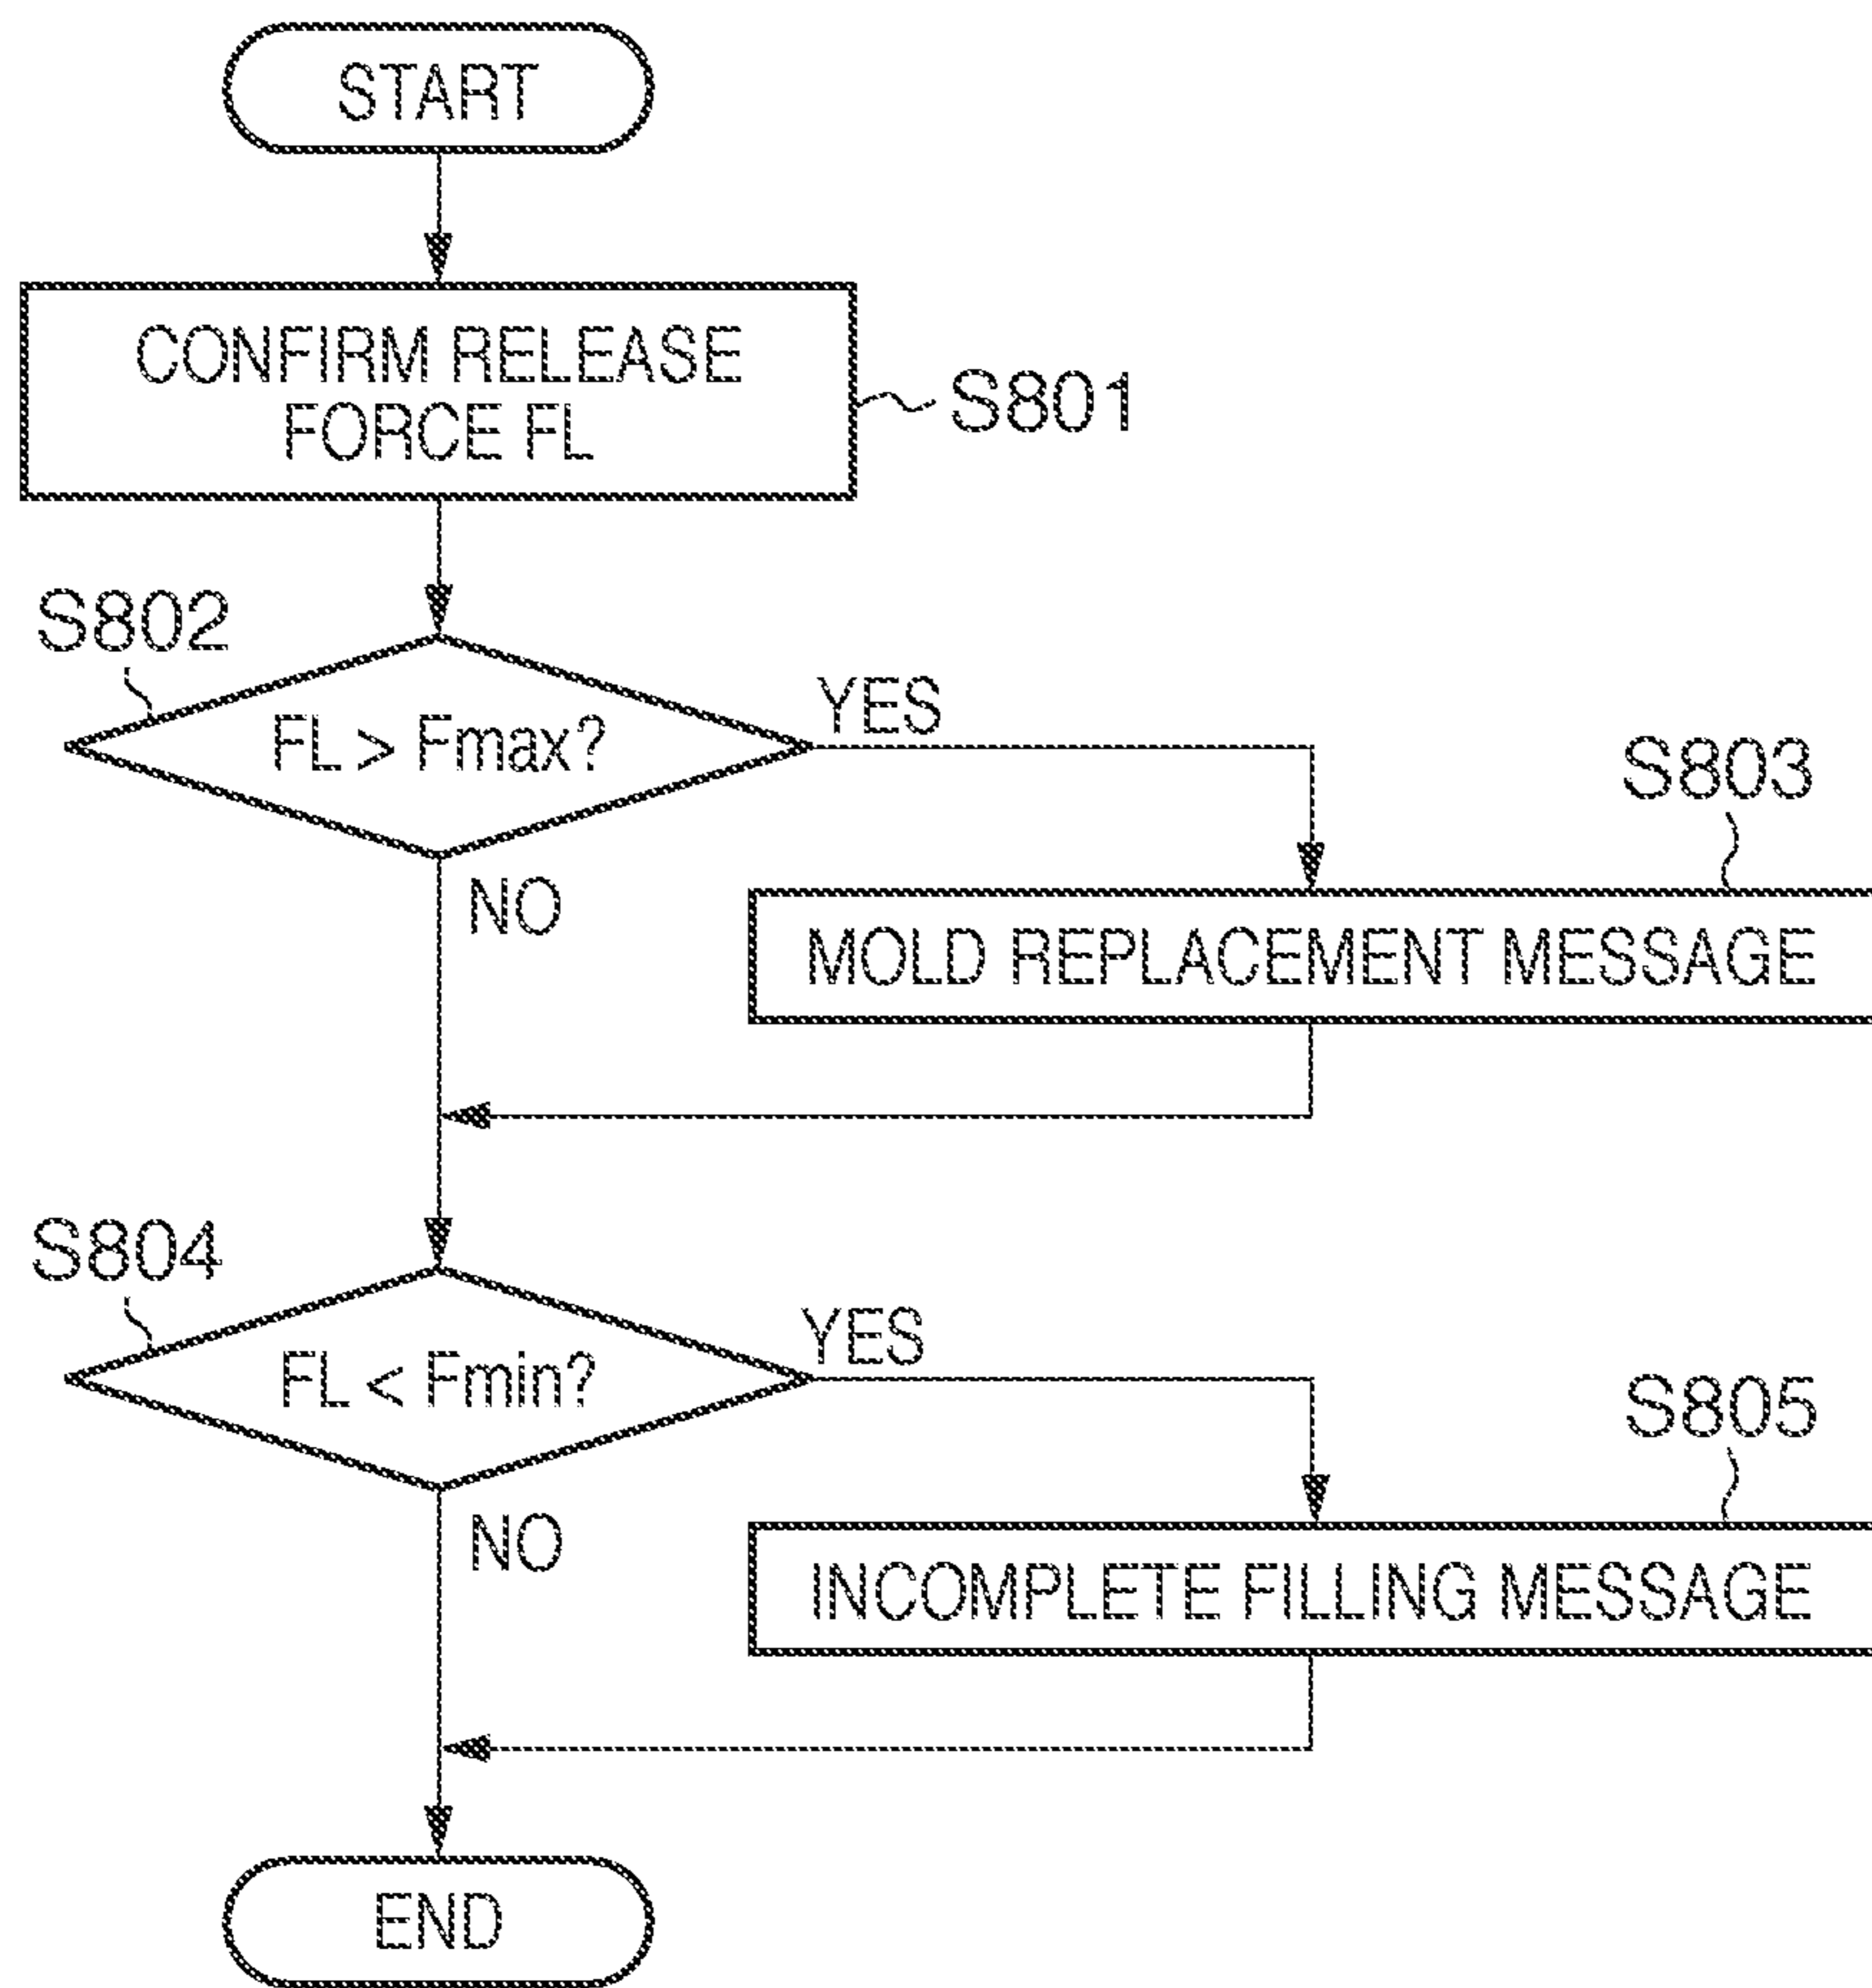 START
CONFIRM RELEASE
FORCE FL
S801
S802
FL > Fmax?
YES
NO
S803
MOLD REPLACEMENT MESSAGE
S804
FL < Fmin?
YES
NO
S805
INCOMPLETE FILLING MESSAGE
END